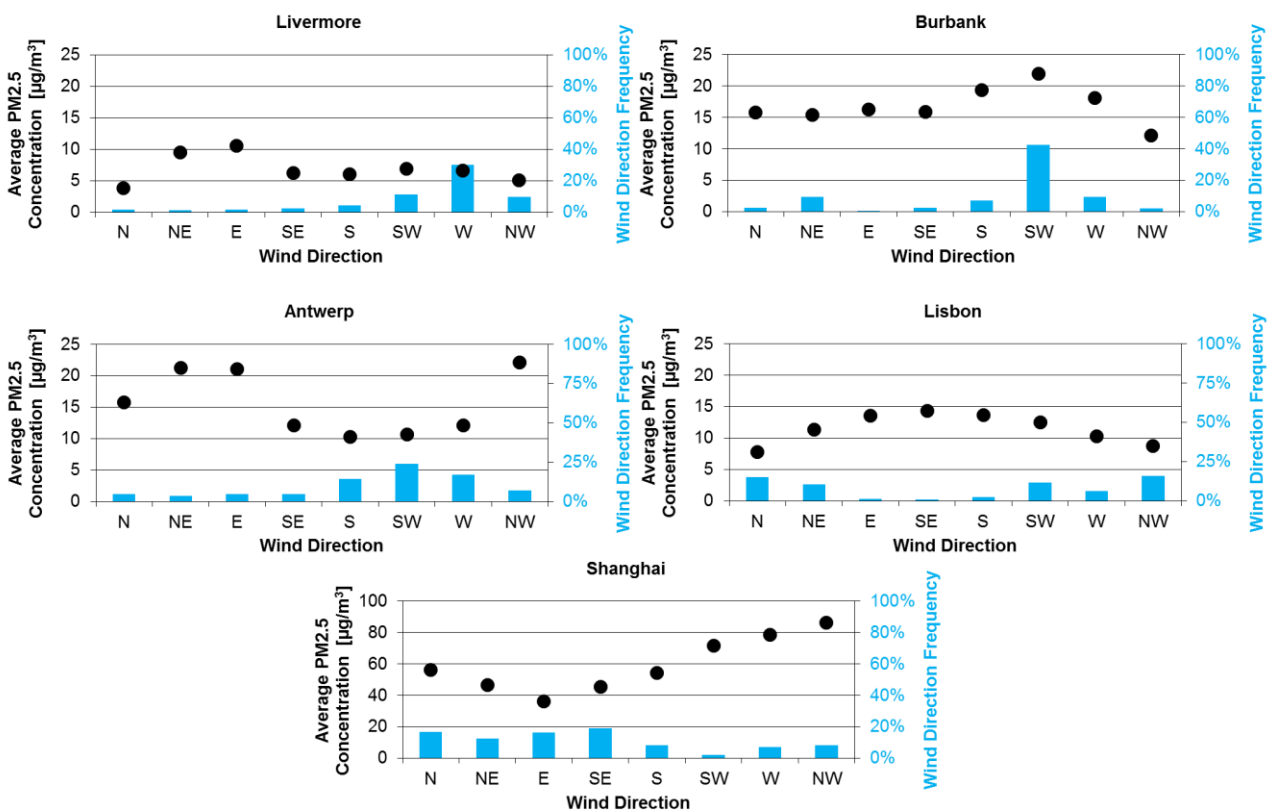 Livermore
Average PM2.5
Concentration [µg/m³]
25
20
15
10
5
0
100%
80%
60%
40%
20%
0%
Wind Direction Frequency
N NE E SE S SW W NW
Wind Direction
Burbank
Average PM2.5
Concentration [µg/m³]
25
20
15
10
5
0
100%
80%
60%
40%
20%
0%
Wind Direction Frequency
N NE E SE S SW W NW
Wind Direction
Antwerp
Average PM2.5
Concentration [µg/m³]
25
20
15
10
5
0
100%
75%
50%
25%
0%
Wind Direction Frequency
N NE E SE S SW W NW
Wind Direction
Lisbon
Average PM2.5
Concentration [µg/m³]
25
20
15
10
5
0
100%
80%
60%
40%
20%
0%
Wind Direction Frequency
N NE E SE S SW W NW
Wind Direction
Shanghai
Average PM2.5
Concentration [µg/m³]
100
80
60
40
20
0
100%
80%
60%
40%
20%
0%
Wind Direction Frequency
N NE E SE S SW W NW
Wind Direction